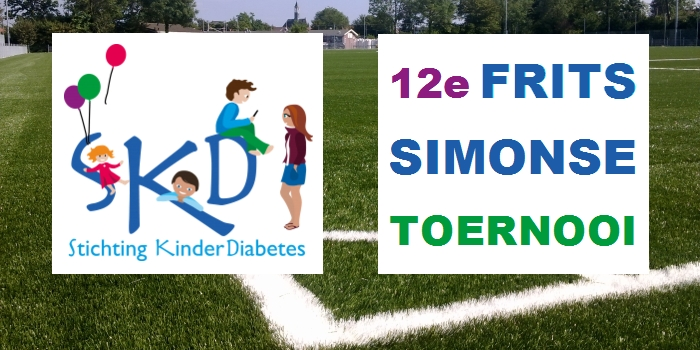 SKD
Stichting KinderDiabetes
12e FRITS
SIMONSE
TOERNOOI